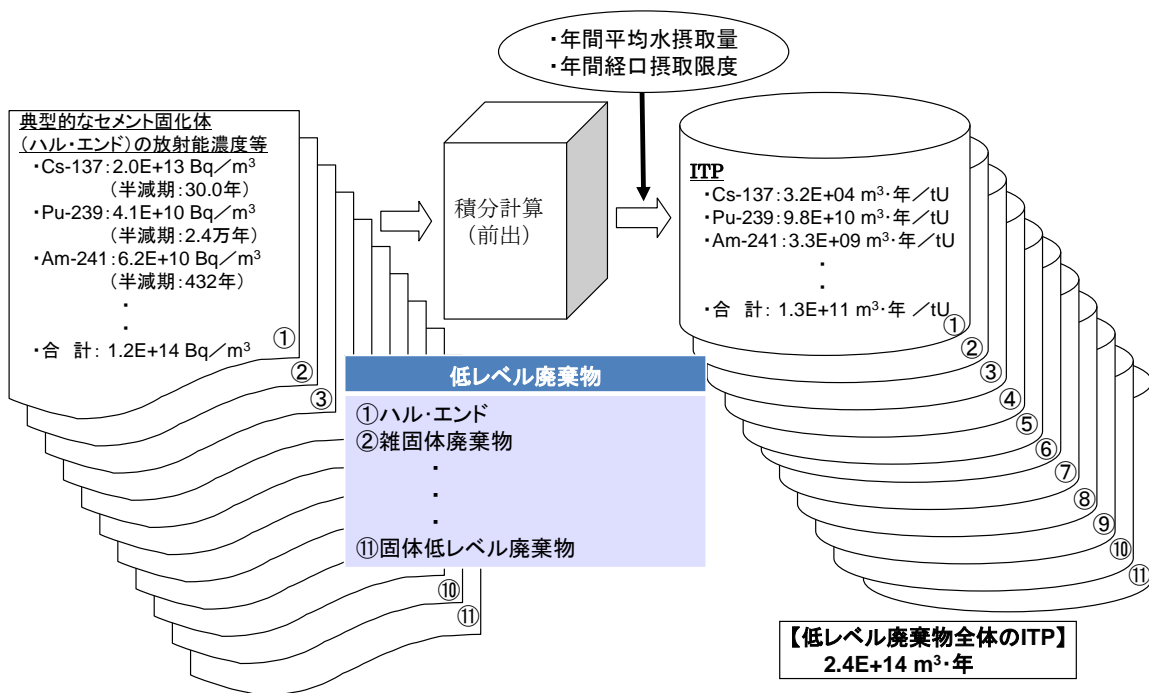 ・年間平均水摂取量
・年間経口摂取限度
典型的なセメント固化体
(ハル・エンド)の放射能濃度等
・Cs-137:2.0E+13 Bq/m³
(半減期:30.0年)
・Pu-239:4.1E+10 Bq/m³
(半減期:2.4万年)
・Am-241:6.2E+10 Bq/m³
(半減期:432年)
・
・
・合 計: 1.2E+14 Bq/m³
①
②
③
⑩
⑪
積分計算
(前出)
ITP
・Cs-137:3.2E+04 m³・年/tU
・Pu-239:9.8E+10 m³・年/tU
・Am-241:3.3E+09 m³・年/tU
・
・
・合 計: 1.3E+11 m³・年 /tU
①
②
③
④
⑤
⑥
⑦
⑧
⑨
⑩
⑪
低レベル廃棄物
①ハル・エンド
②雑固体廃棄物
・
・
・
⑪固体低レベル廃棄物
【低レベル廃棄物全体のITP】
2.4E+14 m³・年